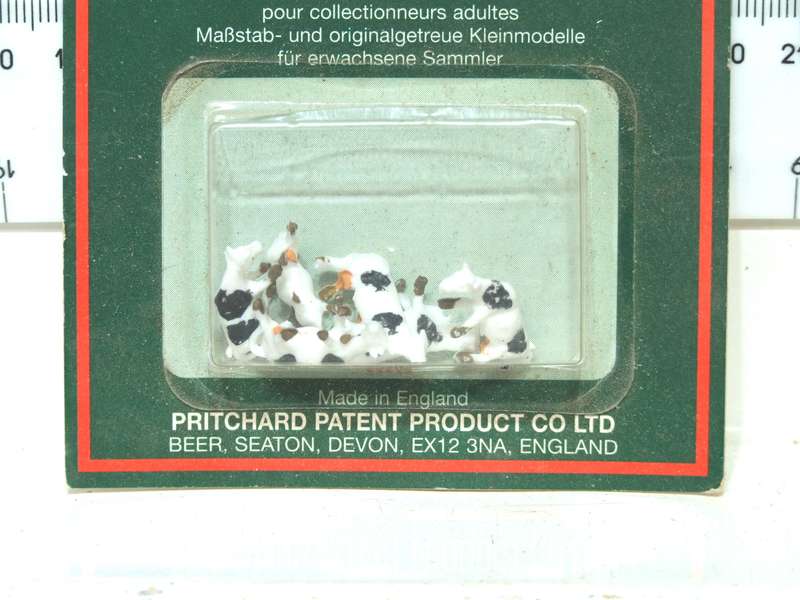 pour collectionneurs adultes
Maßstab- und originalgetreue Kleinmodelle
für erwachsene Sammler
Made in England
PRITCHARD PATENT PRODUCT CO LTD
BEER, SEATON, DEVON, EX12 3NA, ENGLAND